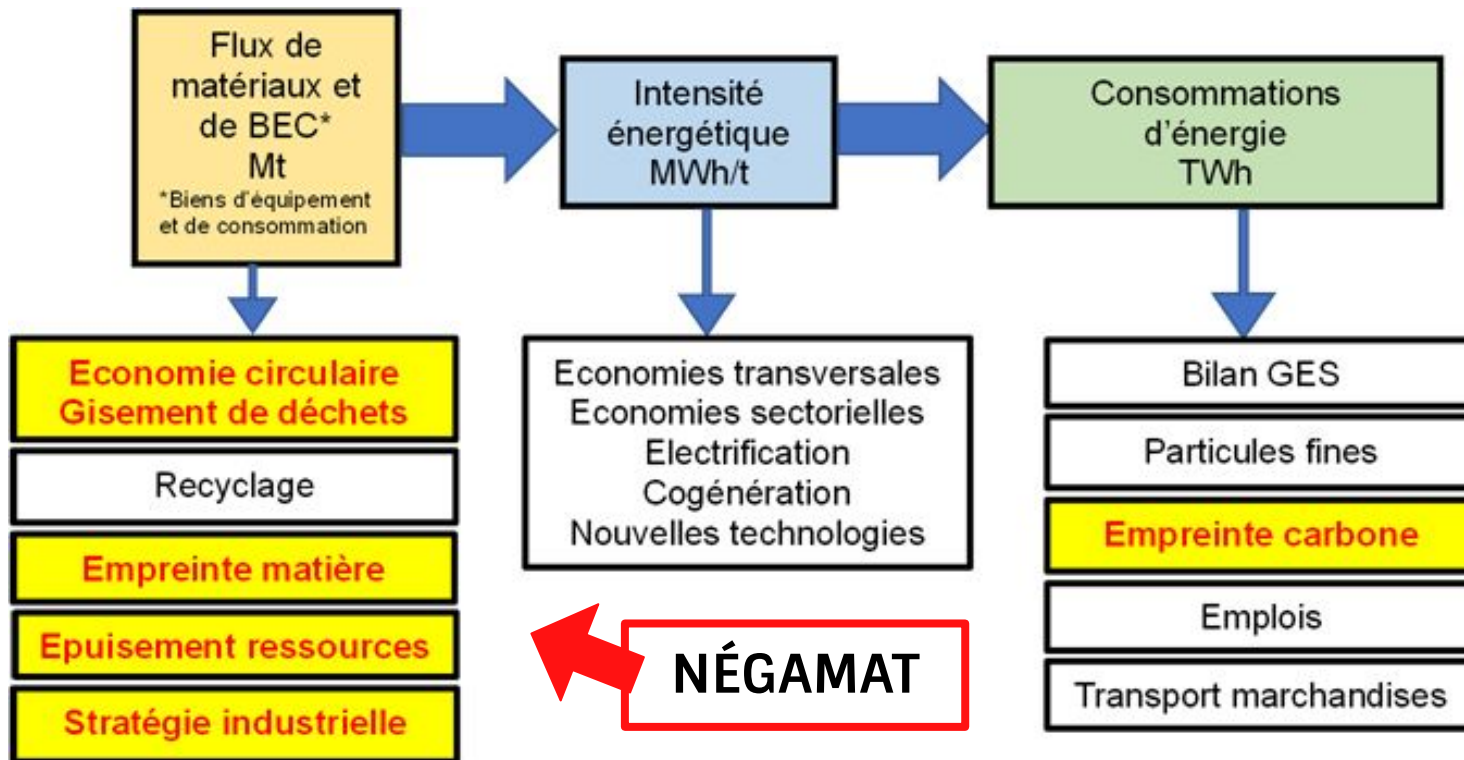 Flux de
matériaux et
de BEC*
Mt
*Biens d'équipement
et de consommation
Intensité
énergétique
MWh/t
Consommations
d'énergie
TWh
Economie circulaire
Gisement de déchets
Recyclage
Empreinte matière
Epuisement ressources
Stratégie industrielle
Economies transversales
Economies sectorielles
Electrification
Cogénération
Nouvelles technologies
Bilan GES
Particules fines
Empreinte carbone
Emplois
Transport marchandises
NÉGAMAT